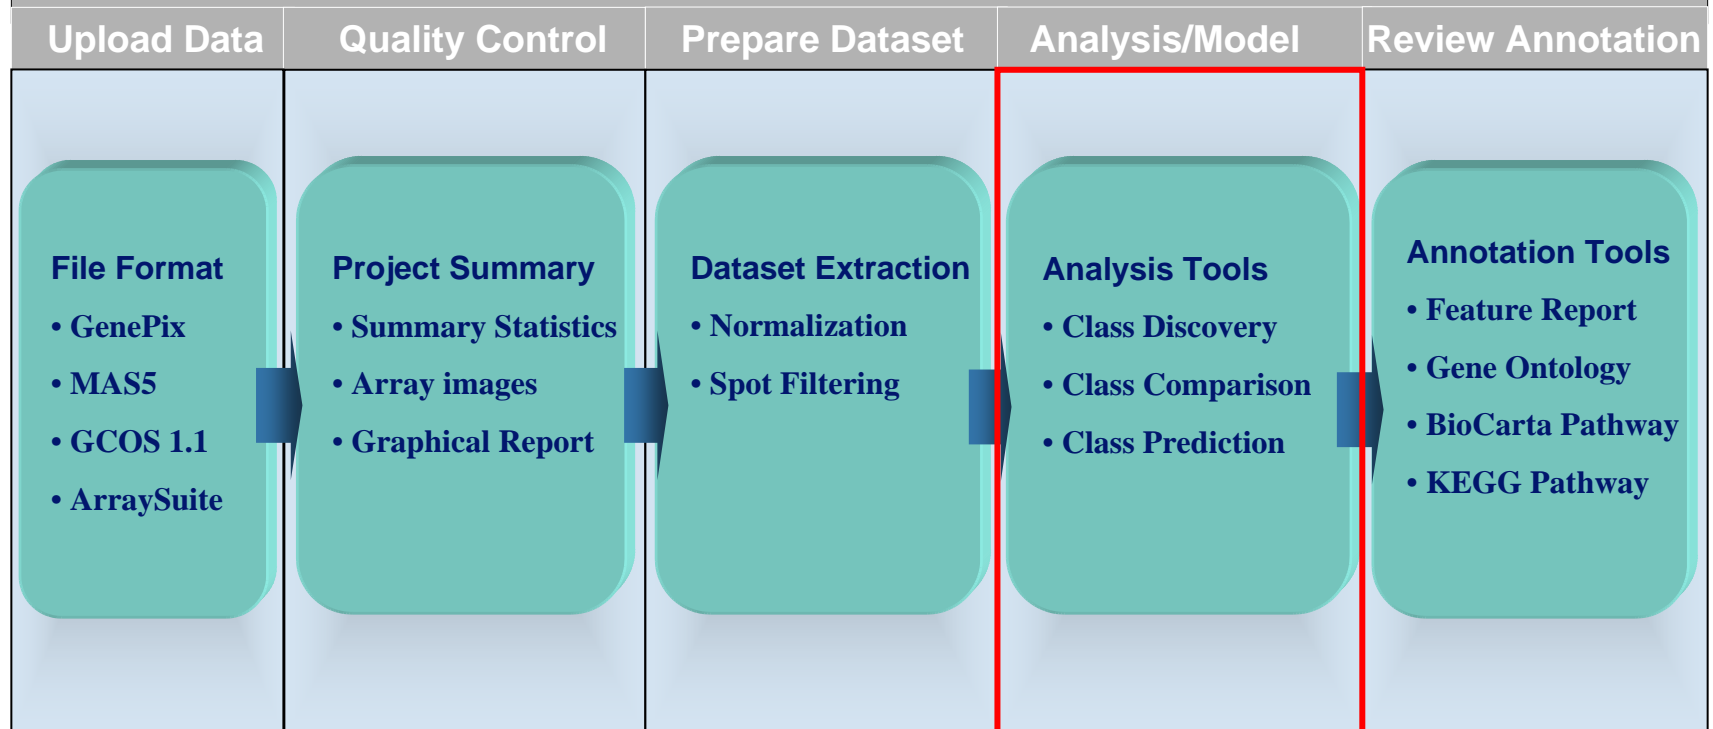 Upload Data
Quality Control
Prepare Dataset
Analysis/Model
Review Annotation
File Format
• GenePix
• MAS5
• GCOS 1.1
• ArraySuite
Project Summary
• Summary Statistics
• Array images
• Graphical Report
Dataset Extraction
• Normalization
• Spot Filtering
Analysis Tools
• Class Discovery
• Class Comparison
• Class Prediction
Annotation Tools
• Feature Report
• Gene Ontology
• BioCarta Pathway
• KEGG Pathway